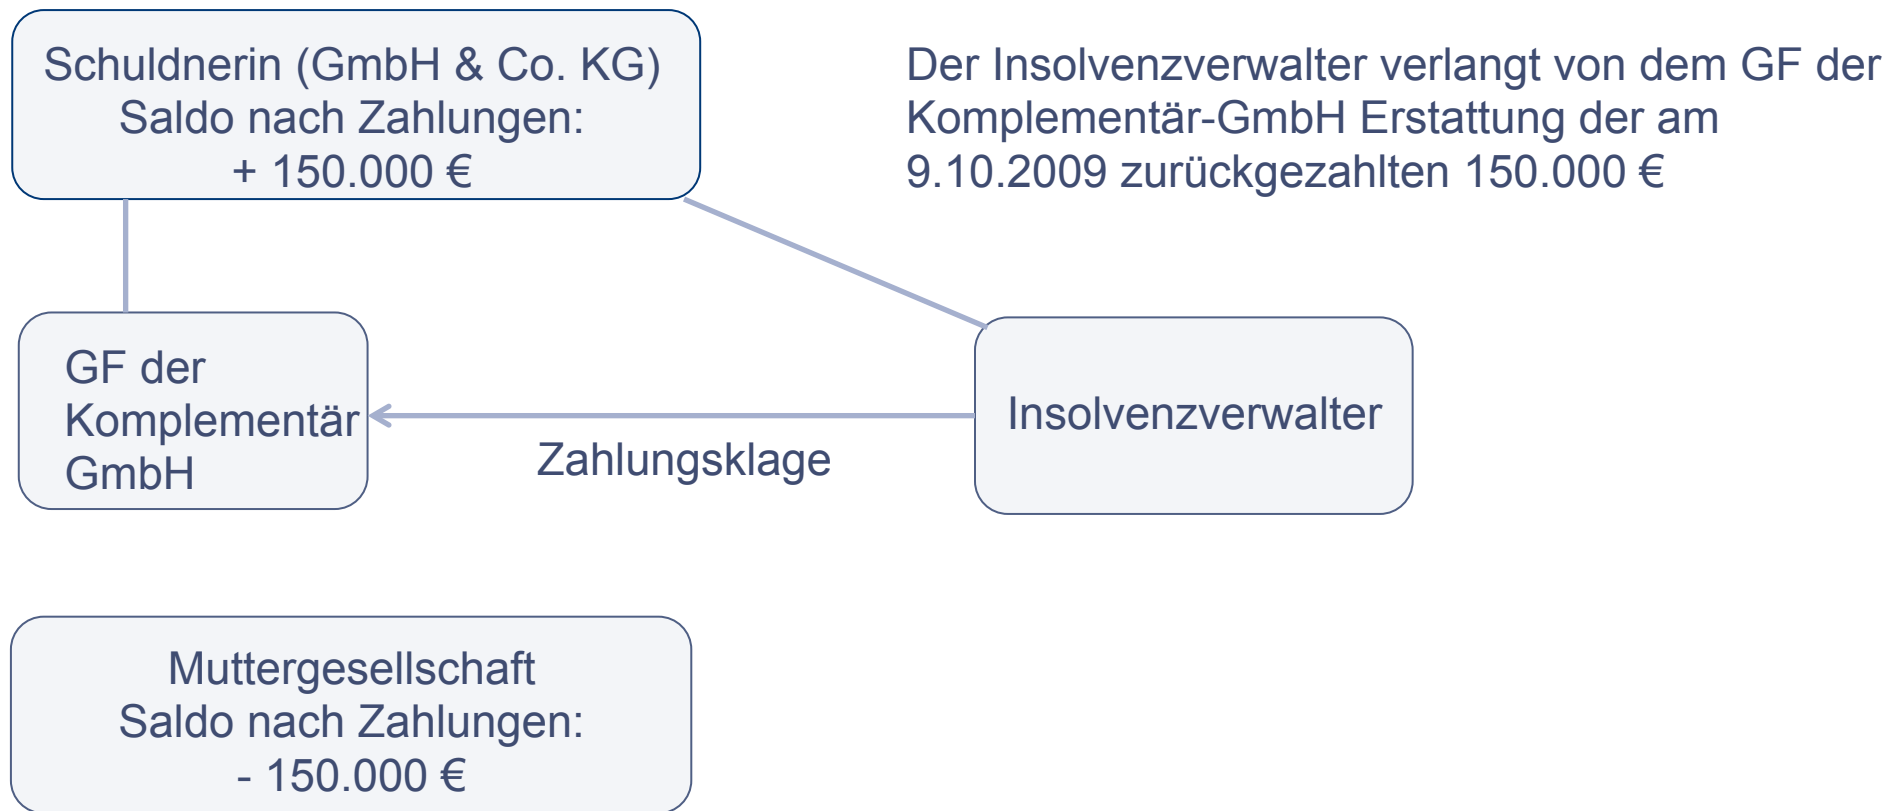 Schuldnerin (GmbH & Co. KG)
Saldo nach Zahlungen:
+ 150.000 €
Der Insolvenzverwalter verlangt von dem GF der
Komplementär-GmbH Erstattung der am
9.10.2009 zurückgezahlten 150.000 €
GF der
Komplementär
GmbH
Zahlungsklage
Insolvenzverwalter
Muttergesellschaft
Saldo nach Zahlungen:
- 150.000 €